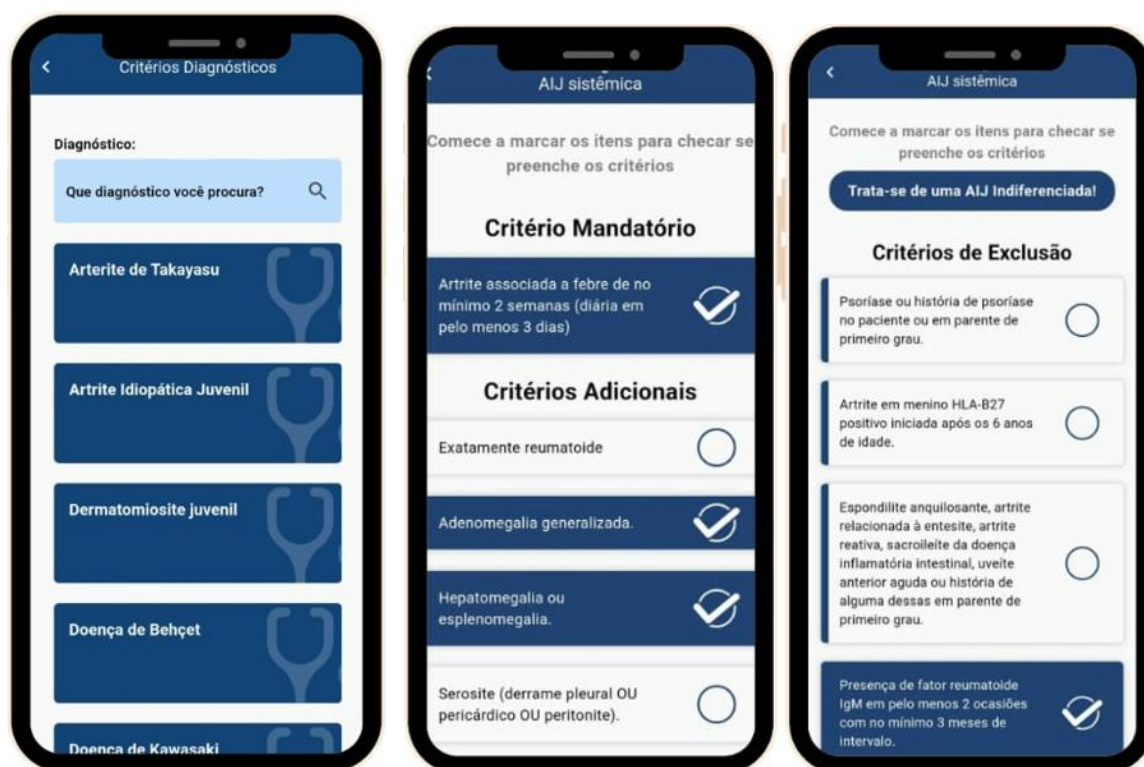 Critérios Diagnósticos
Diagnóstico:
Que diagnóstico você procura?
Arterite de Takayasu
Artrite Idiopática Juvenil
Dermatomiosite juvenil
Doença de Behçet
Doença de Kawasaki
AIJ sistêmica
Comece a marcar os itens para checar se
preenche os critérios
Critério Mandatório
Artrite associada a febre de no
mínimo 2 semanas (diária em
pelo menos 3 dias)
Critérios Adicionais
Exatamente reumatoide
Adenomegalia generalizada.
Hepatomegalia ou
esplenomegalia.
Serosite (derrame pleural OU
pericárdico OU peritonite).
AIJ sistêmica
Comece a marcar os itens para checar se
preenche os critérios
Trata-se de uma AIJ Indiferenciada!
Critérios de Exclusão
Psoríase ou história de psoríase
no paciente ou em parente de
primeiro grau.
Artrite em menino HLA-B27
positivo iniciada após os 6 anos
de idade.
Espondilite anquilosante, artrite
relacionada à entesite, artrite
reativa, sacroileíte da doença
inflamatória intestinal, uveíte
anterior aguda ou história de
alguma dessas em parente de
primeiro grau.
Presença de fator reumatoide
IgM em pelo menos 2 ocasiões
com no mínimo 3 meses de
intervalo.